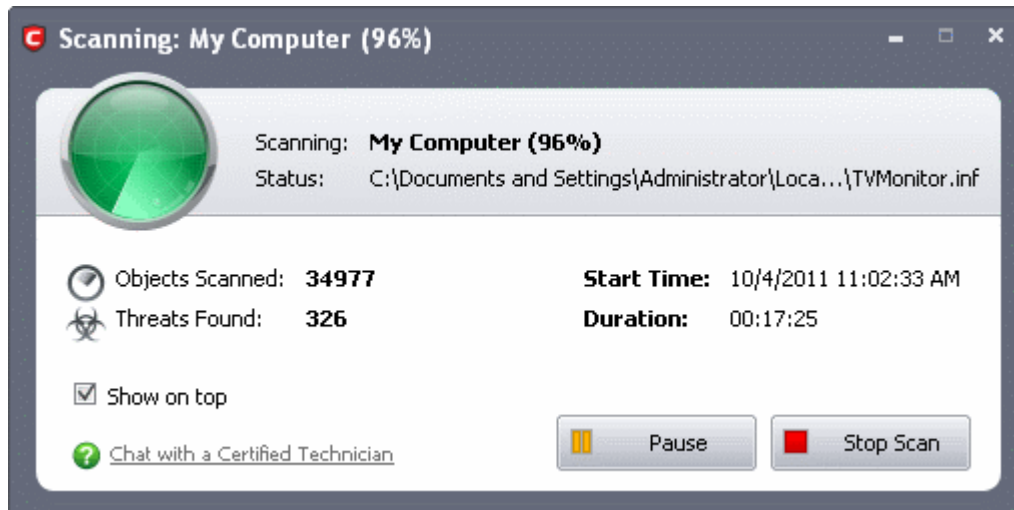 Scanning: My Computer (96%)
Scanning: My Computer (96%)
Status: C:\Documents and Settings\Administrator\Loca...\TVMonitor.inf
Objects Scanned: 34977
Start Time: 10/4/2011 11:02:33 AM
Threats Found: 326
Duration: 00:17:25
Show on top
Chat with a Certified Technician
Pause
Stop Scan